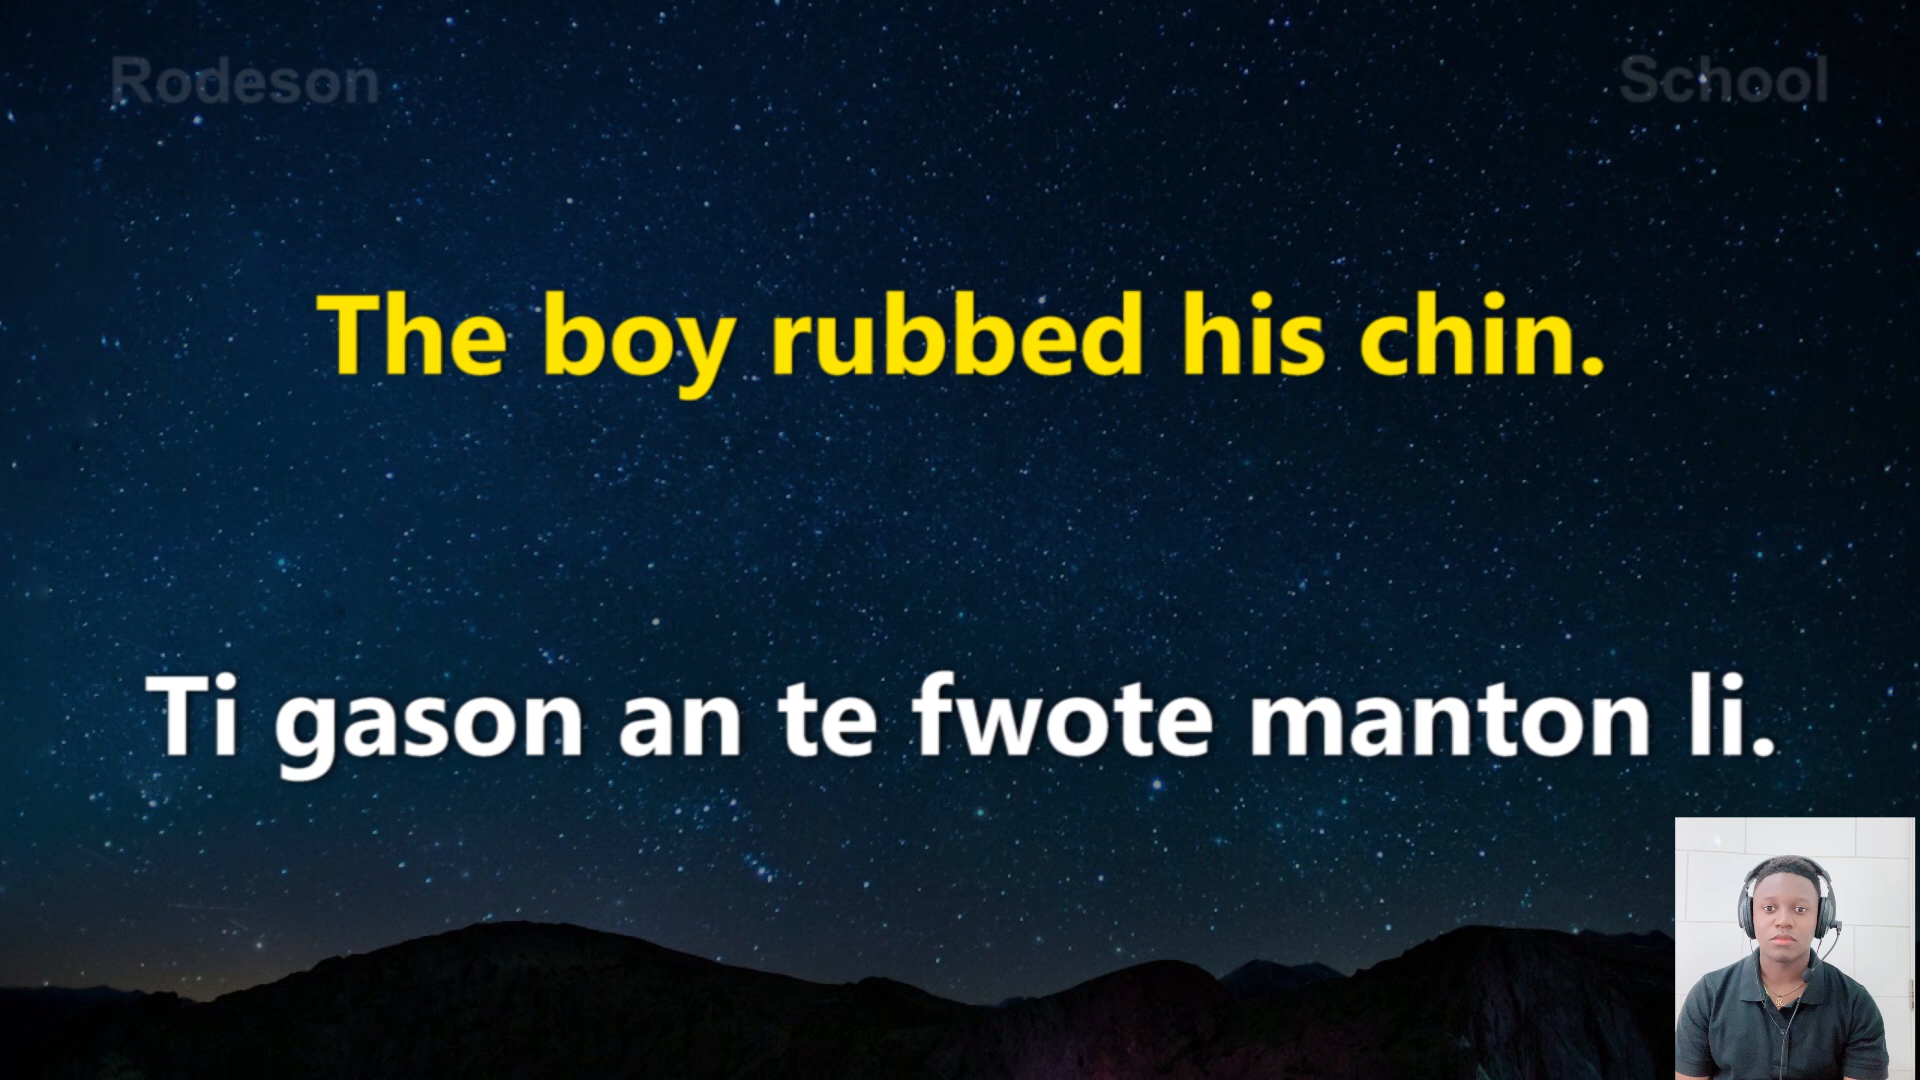 Rodeson School
The boy rubbed his chin.
Ti gason an te fwote manton li.